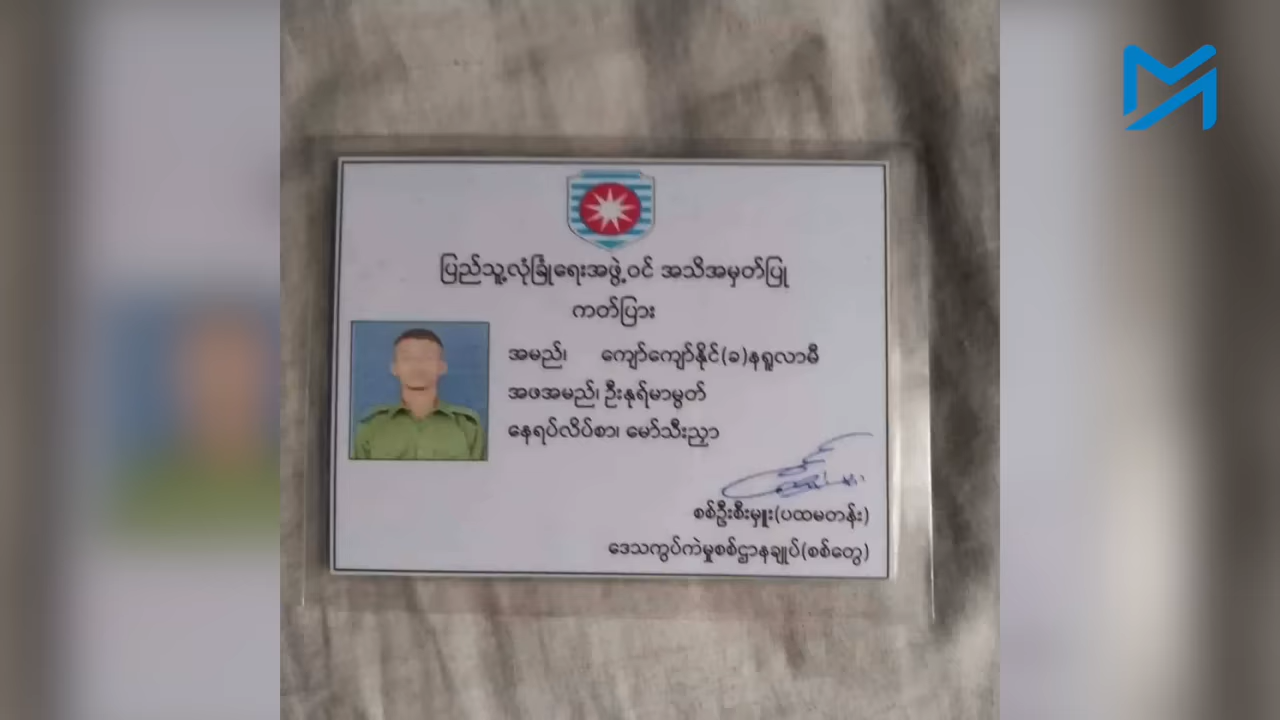 ပြည်သူ့လုံခြုံရေးအဖွဲ့ဝင် အသိအမှတ်ပြု
ကတ်ပြား
အမည်၊ ကျော်ကျော်နိုင်(ခ)နရူလာမီ
အဖအမည်၊ ဦးနုရ်မာမွတ်
နေရပ်လိပ်စာ၊ မော်သီးညှာ
စစ်ဦးစီးမှူး(ပထမတန်း)
ဒေသကွပ်ကဲမှုစစ်ဌာနချုပ်(စစ်တွေ)